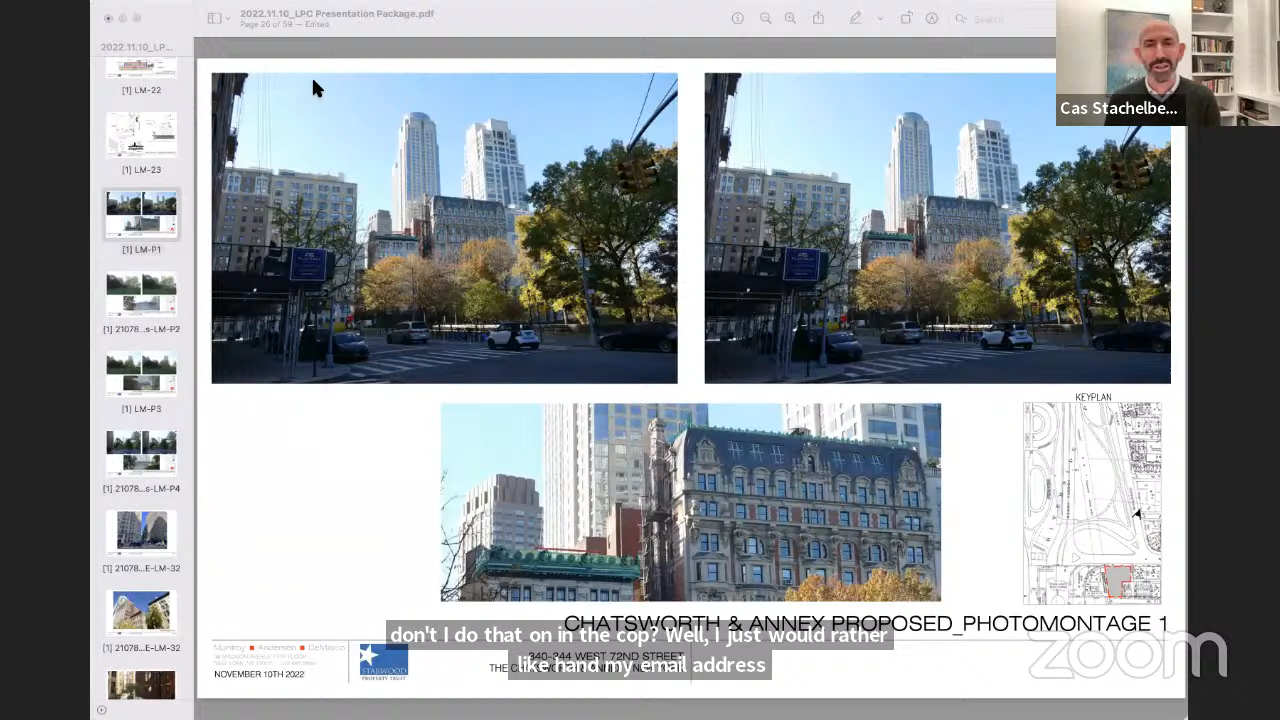 2022.11.10_LPC Presentation Package.pdf
Page 26 of 59 — Edited
Search
2022.11.10_LP...
[1] LM-22
[1] LM-23
[1] LM-P1
[1] 21078...s-LM-P2
[1] LM-P3
[1] 21078...s-LM-P4
[1] 21078...E-LM-32
[1] 21078...E-LM-32
Cas Stachelbe...
KEYPLAN
CHATSWORTH & ANNEX PROPOSED_PHOTOMONTAGE 1
don't I do that on in the cop? Well, I just would rather
like hand my email address
Montroy Andersen DeMarco
NOVEMBER 10TH 2022
STARWOOD
PROPERTY TRUST
340-344 WEST 72ND STREET
zoom